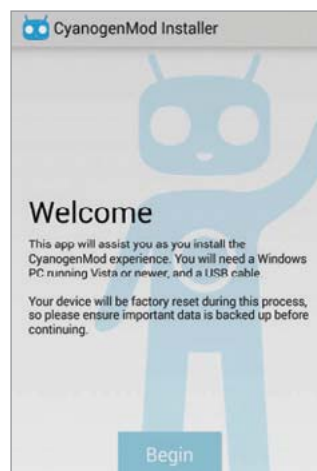 CyanogenMod Installer
Welcome
This app will assist you as you install the
CyanogenMod experience. You will need a Windows
PC running Vista or newer, and a USB cable.
Your device will be factory reset during this process,
so please ensure important data is backed up before
continuing.
Begin